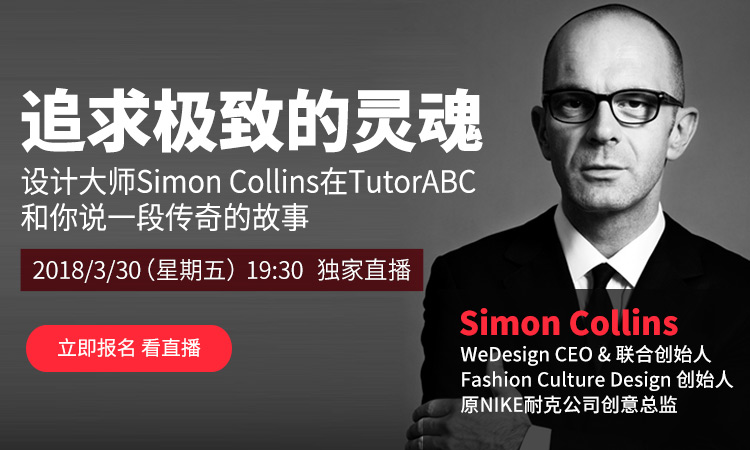 追求极致的灵魂
设计大师Simon Collins在TutorABC
和你说一段传奇的故事
2018/3/30（星期五）19:30 独家直播
立即报名 看直播
Simon Collins
WeDesign CEO & 联合创始人
Fashion Culture Design 创始人
原NIKE耐克公司创意总监